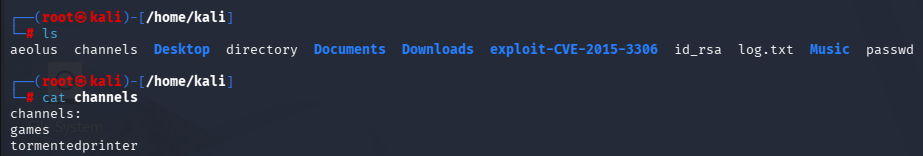 ┌──(root㉿kali)-[/home/kali]
└─# ls
aeolus channels Desktop directory Documents Downloads exploit-CVE-2015-3306 id_rsa log.txt Music passwd
┌──(root㉿kali)-[/home/kali]
└─# cat channels
channels:
games
System
tormentedprinter